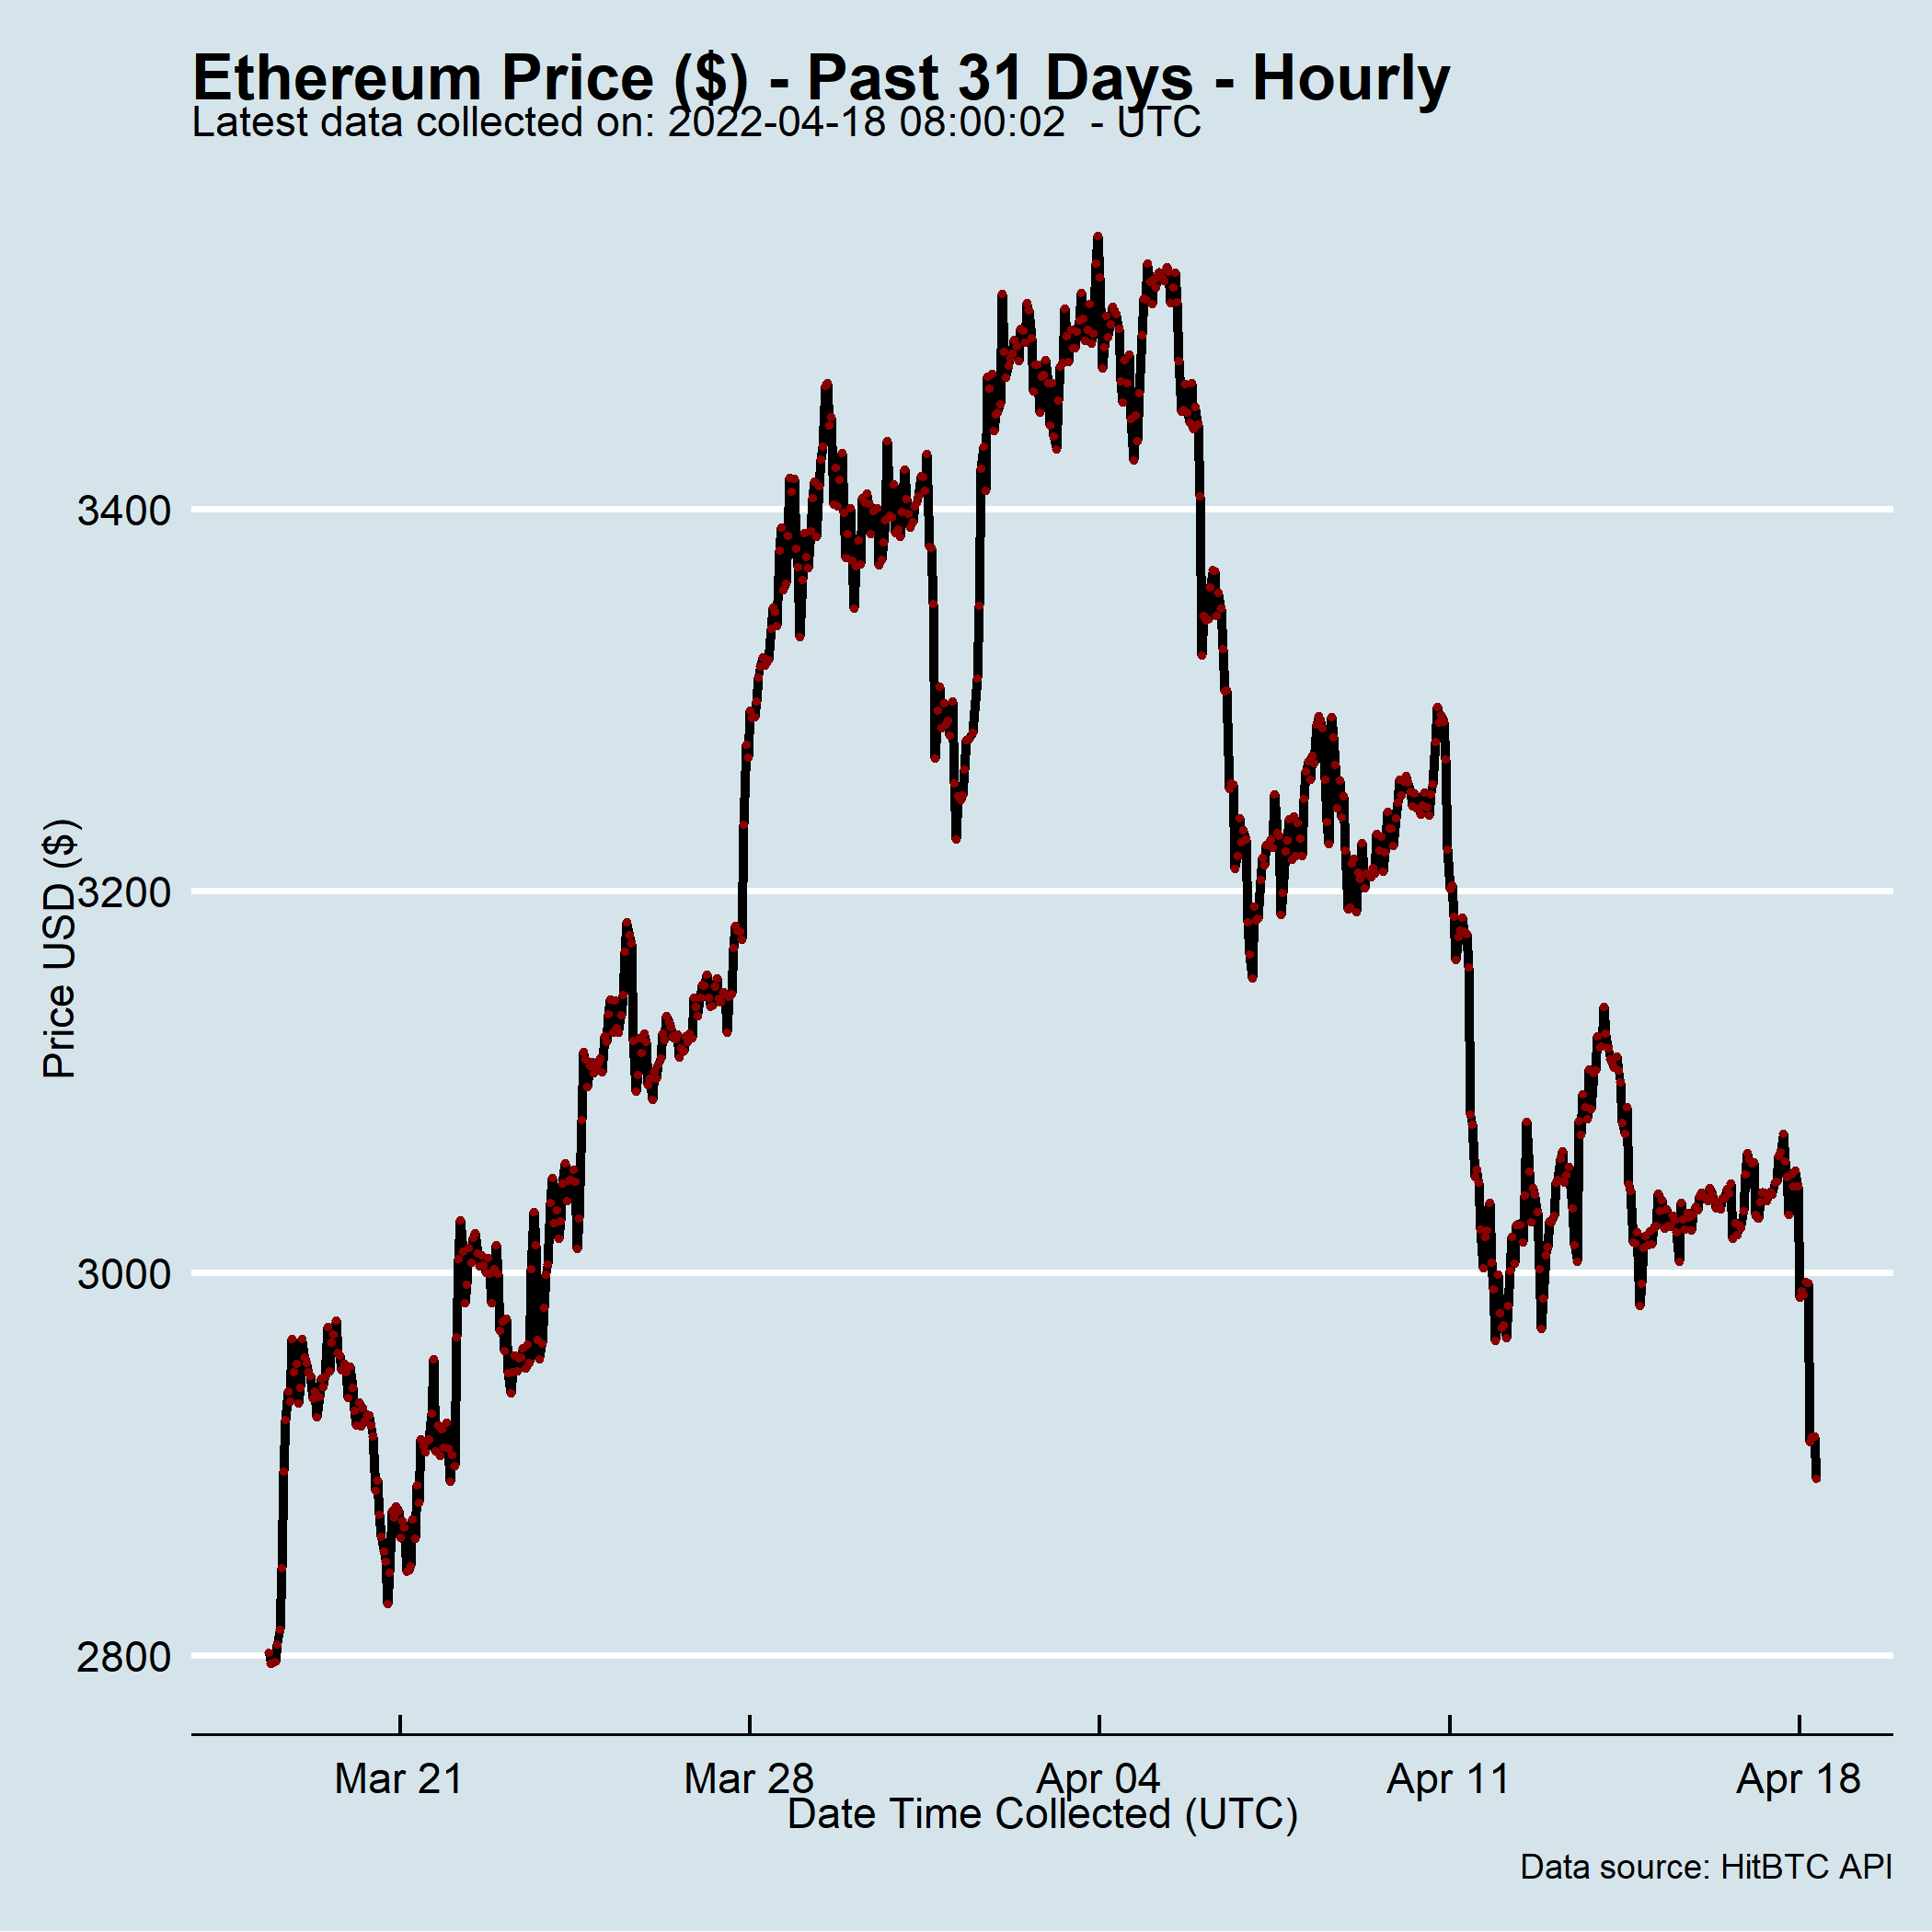 Ethereum Price ($) - Past 31 Days - Hourly
Latest data collected on: 2022-04-18 08:00:02  - UTC
3400
3200
3000
2800
Price USD ($)
Mar 21
Mar 28
Apr 04
Apr 11
Apr 18
Date Time Collected (UTC)
Data source: HitBTC API